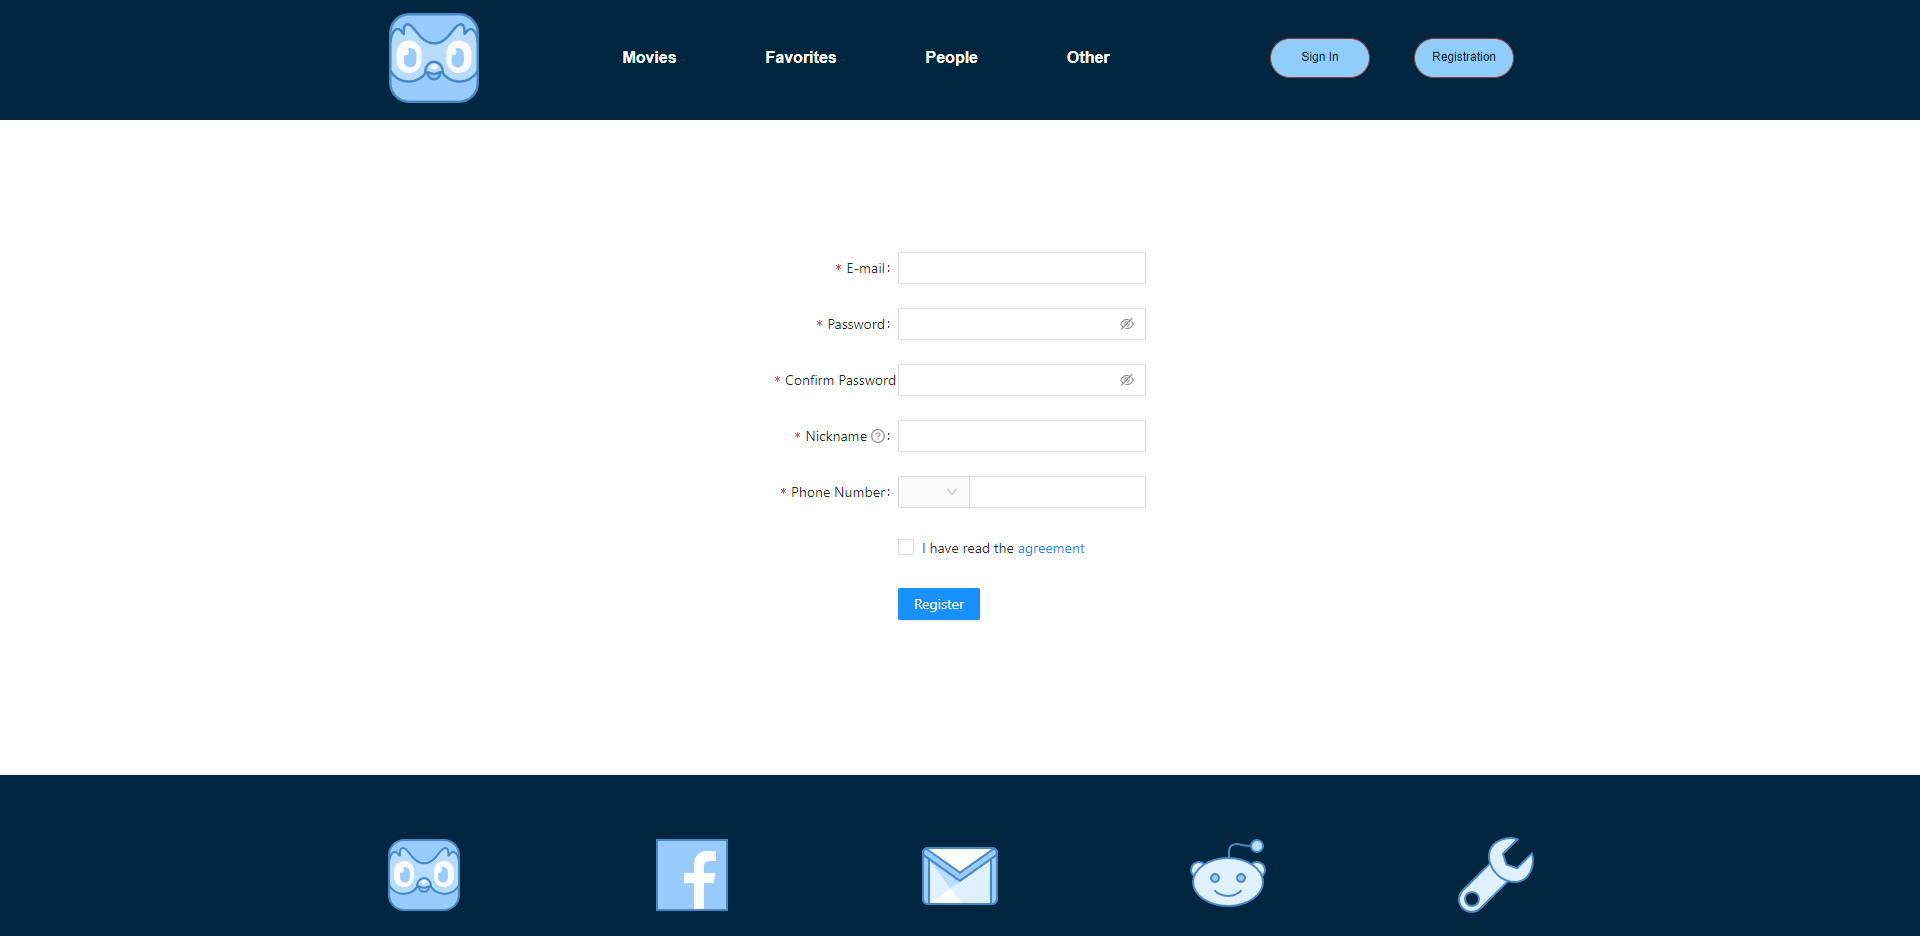 Movies Favorites People Other Sign In Registration
* E-mail:
* Password:
* Confirm Password
* Nickname ?:
* Phone Number:
I have read the agreement
Register